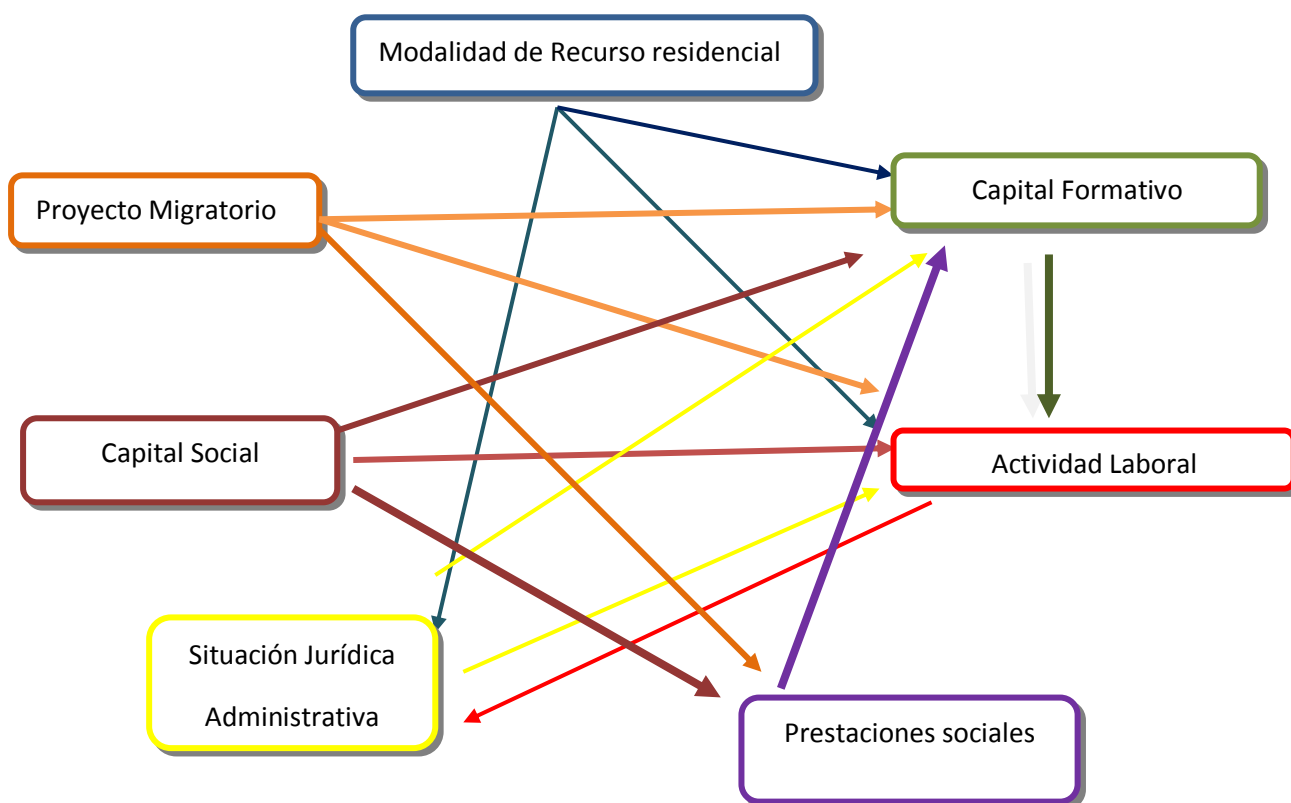 Modalidad de Recurso residencial
Capital Formativo
Proyecto Migratorio
Capital Social
Actividad Laboral
Situación Jurídica
Administrativa
Prestaciones sociales